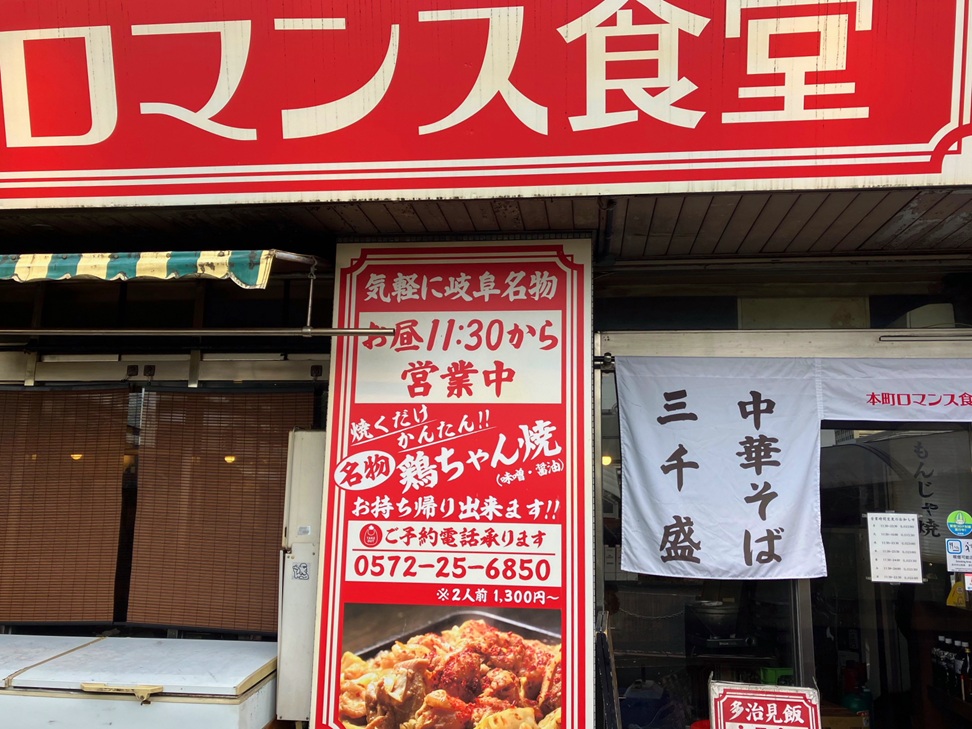 ロマンス食堂
気軽に岐阜名物
お昼11:30から
営業中
焼くだけ
かんたん!!
名物
鶏ちゃん焼
(味噌・醤油)
お持ち帰り出来ます!!
ご予約電話承ります
0572-25-6850
※2人前 1,300円~
中華そば
三千盛
本町ロマンス食
もんじゃ焼
多治見飯